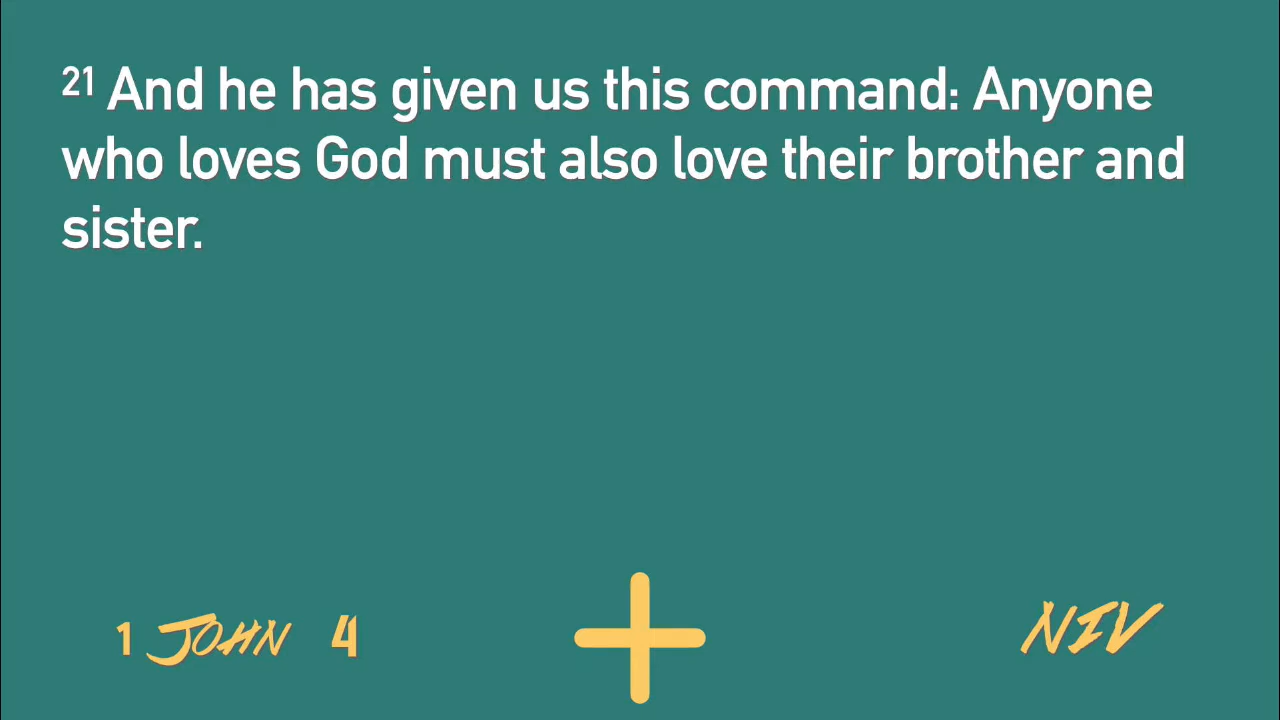 21 And he has given us this command: Anyone
who loves God must also love their brother and
sister.
1 JOHN 4
NIV